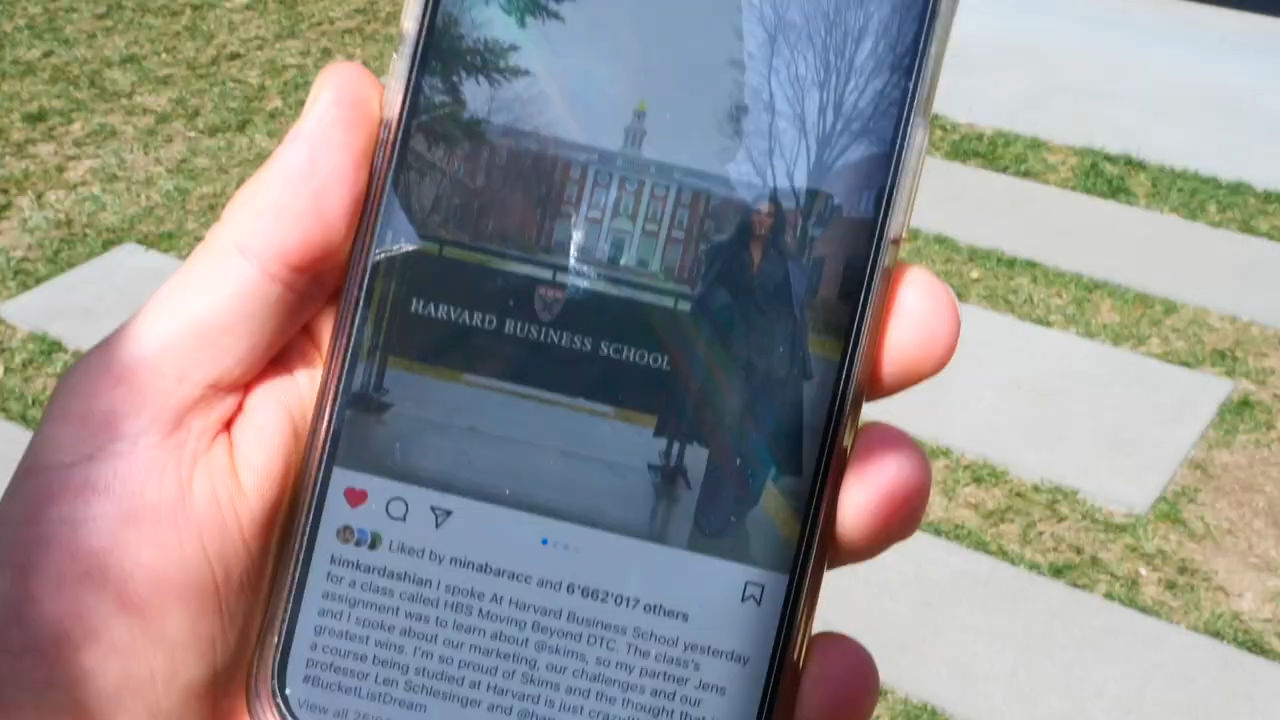 HARVARD BUSINESS SCHOOL
Liked by minabaracc and 6'662'017 others
kimkardashian I spoke At Harvard Business School yesterday
for a class called HBS Moving Beyond DTC. The class's
assignment was to learn about @skims, so my partner Jens
and I spoke about our marketing, our challenges and our
greatest wins. I'm so proud of Skims and the thought that
a course being studied at Harvard is just
professor Len Schlesinger and
#BucketListDream
View all